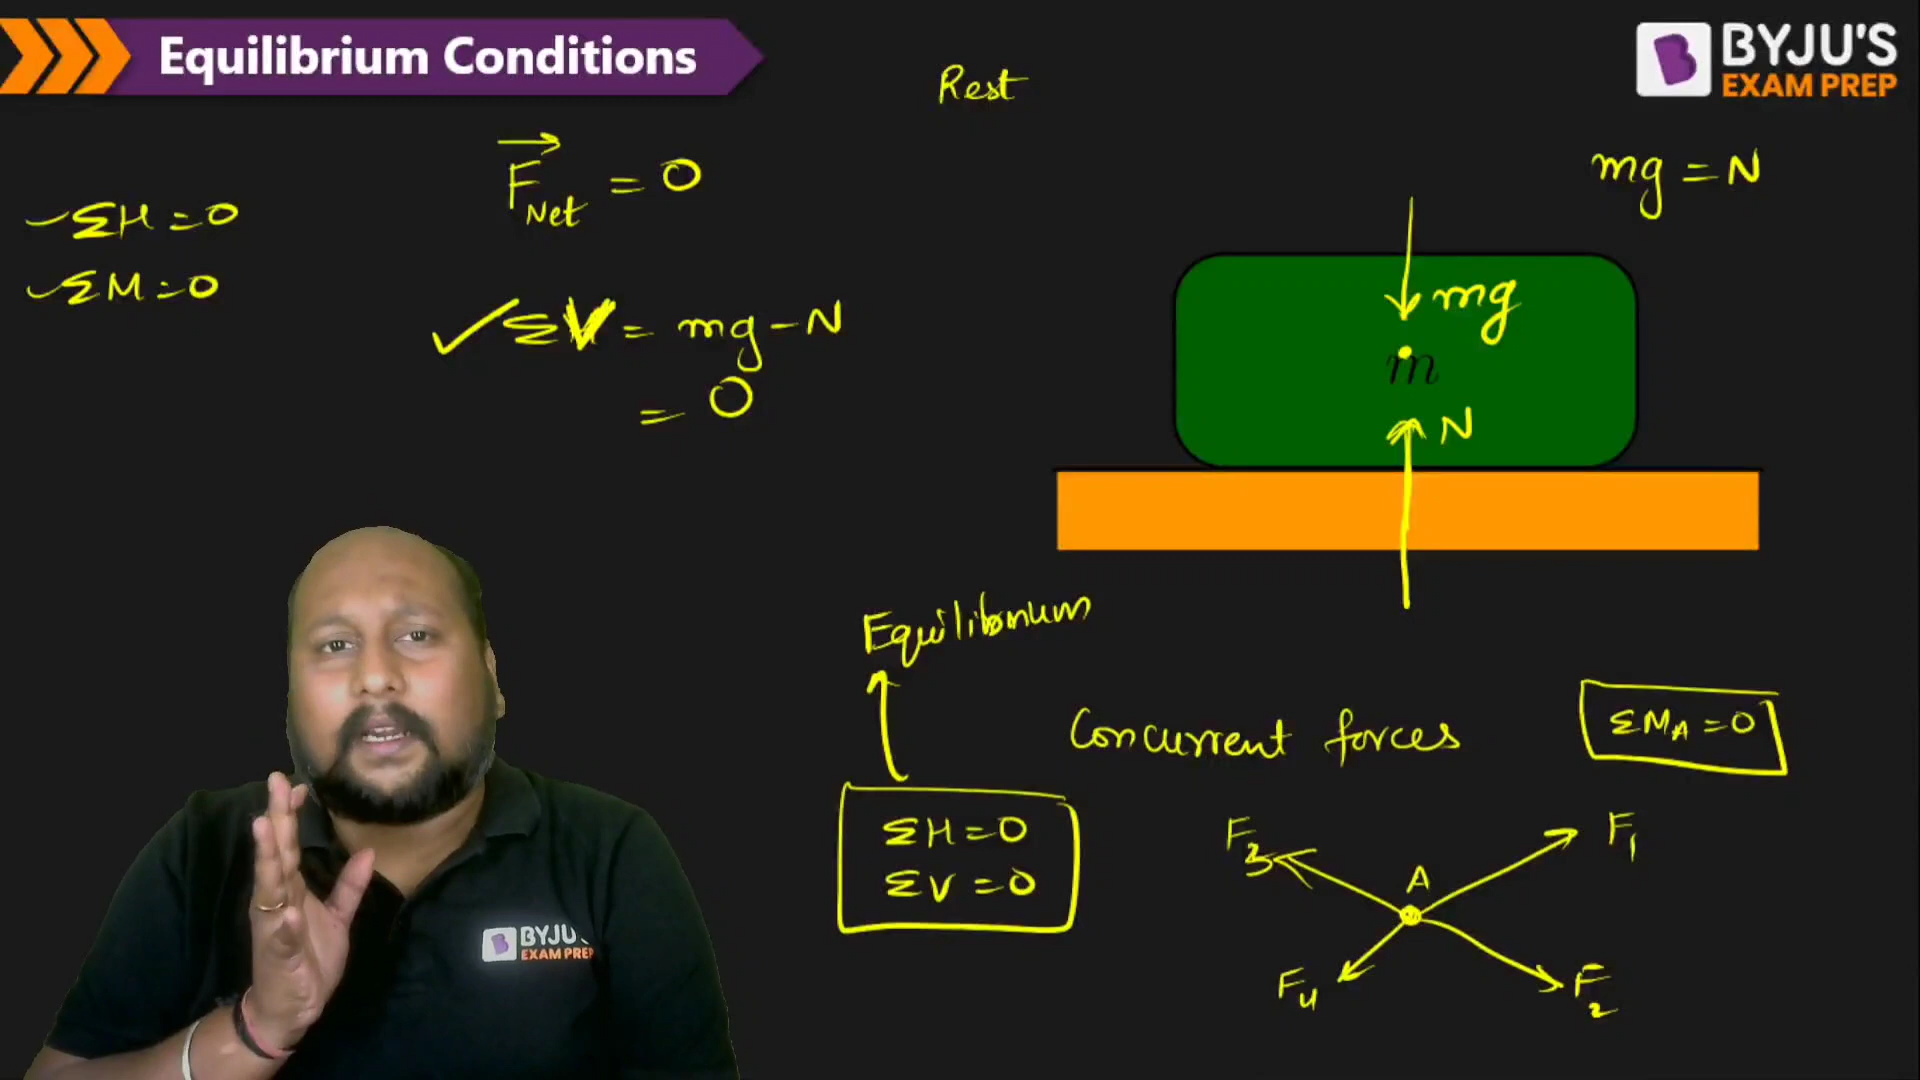 Equilibrium Conditions
BYJU'S
EXAM PREP
Rest
F Net = 0
mg = N
ΣH = 0
ΣM = 0
ΣV = mg - N
= 0
mg
m
N
Equilibrium
Concurrent forces
ΣM_A = 0
ΣH = 0
ΣV = 0
F3
F1
A
F4
F2
BYJU'
EXAM PREP